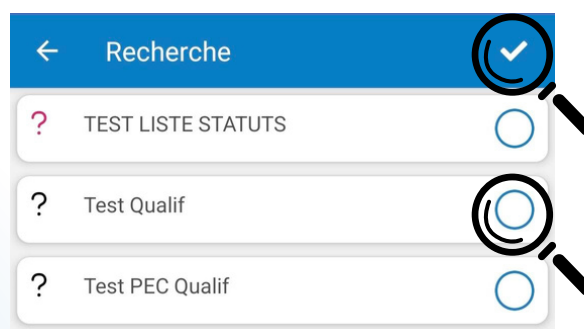 Recherche
? TEST LISTE STATUTS
? Test Qualif
? Test PEC Qualif